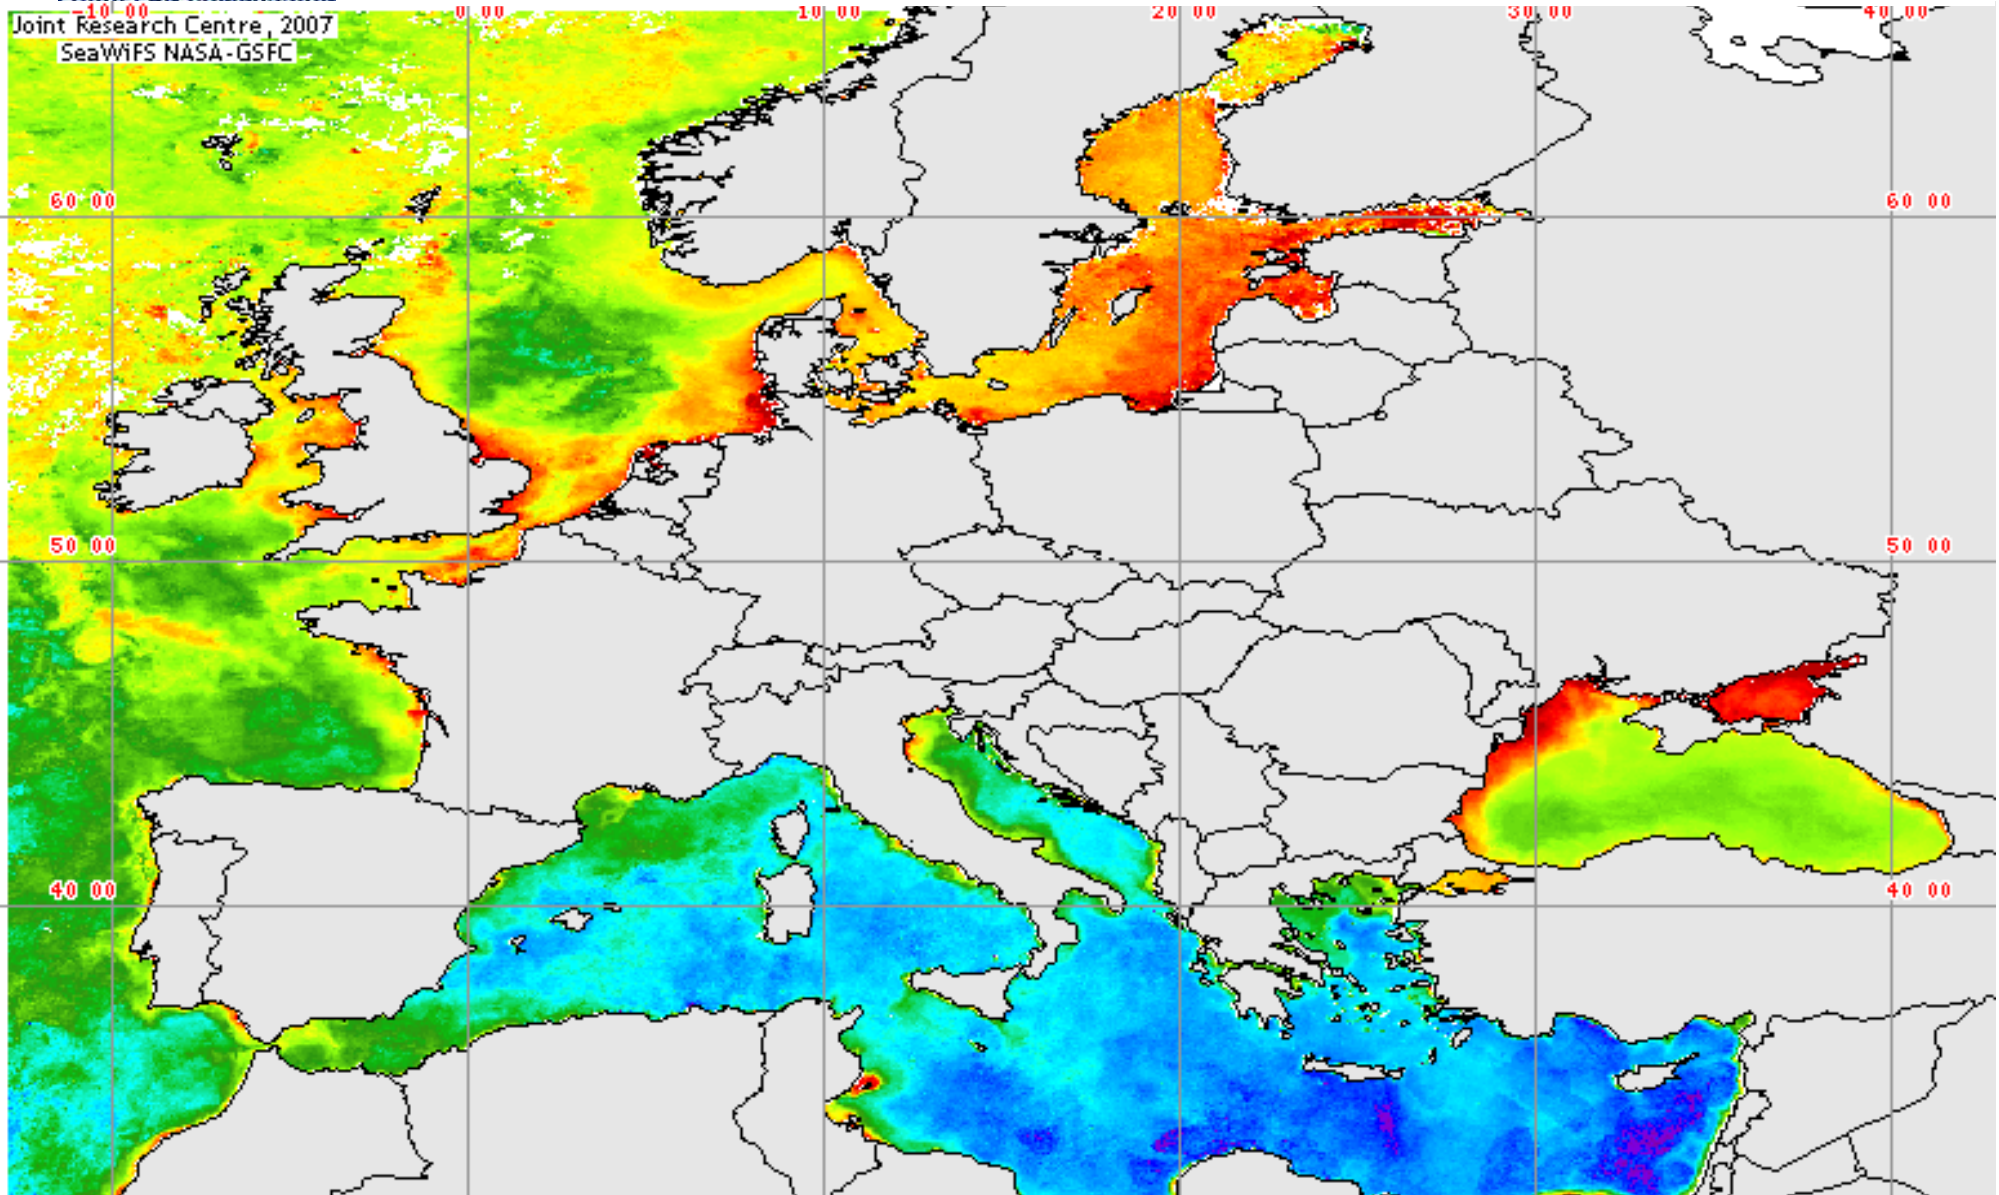 -10 00 0 00 10 00 20 00 30 00 40 00
Joint Research Centre, 2007
SeaWiFS NASA-GSFC
60 00 60 00
50 00 50 00
40 00 40 00